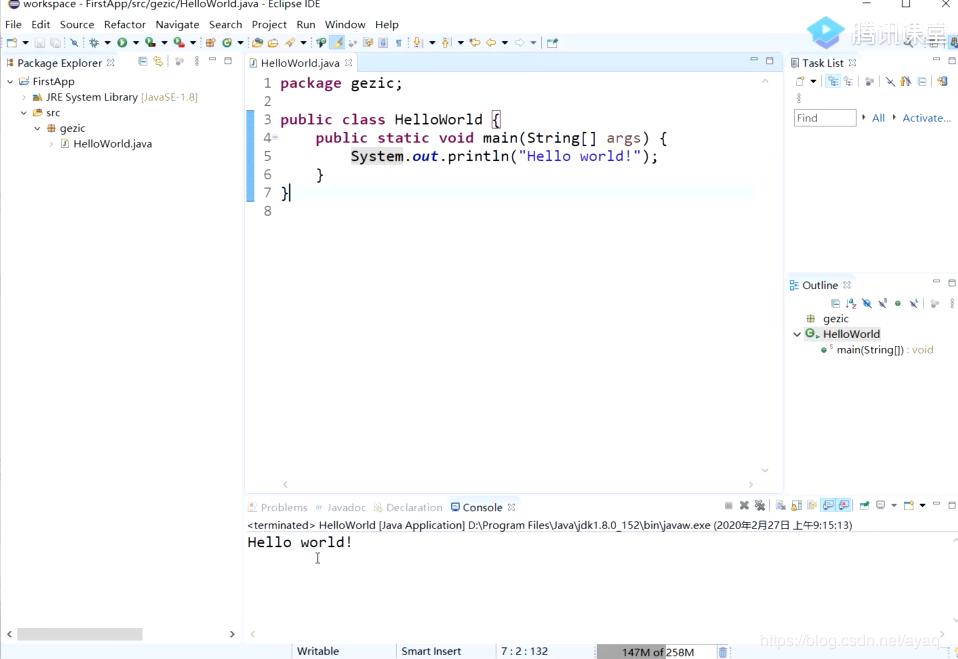 workspace - FirstApp/src/gezic/HelloWorld.java - Eclipse IDE
File Edit Source Refactor Navigate Search Project Run Window Help
腾讯课堂
Package Explorer
FirstApp
JRE System Library [JavaSE-1.8]
src
gezic
HelloWorld.java
HelloWorld.java
1 package gezic;
2
3 public class HelloWorld {
4 public static void main(String[] args) {
5 System.out.println("Hello world!");
6 }
7 }
8
Task List
Find All Activate...
Outline
gezic
HelloWorld
main(String[]) : void
Problems Javadoc Declaration Console
<terminated> HelloWorld [Java Application] D:\Program Files\Java\jdk1.8.0_152\bin\javaw.exe (2020年2月27日 上午9:15:13)
Hello world!
https://blog.csdn.net/ayaq
Writable Smart Insert 7 : 2 : 132 147M of 258M